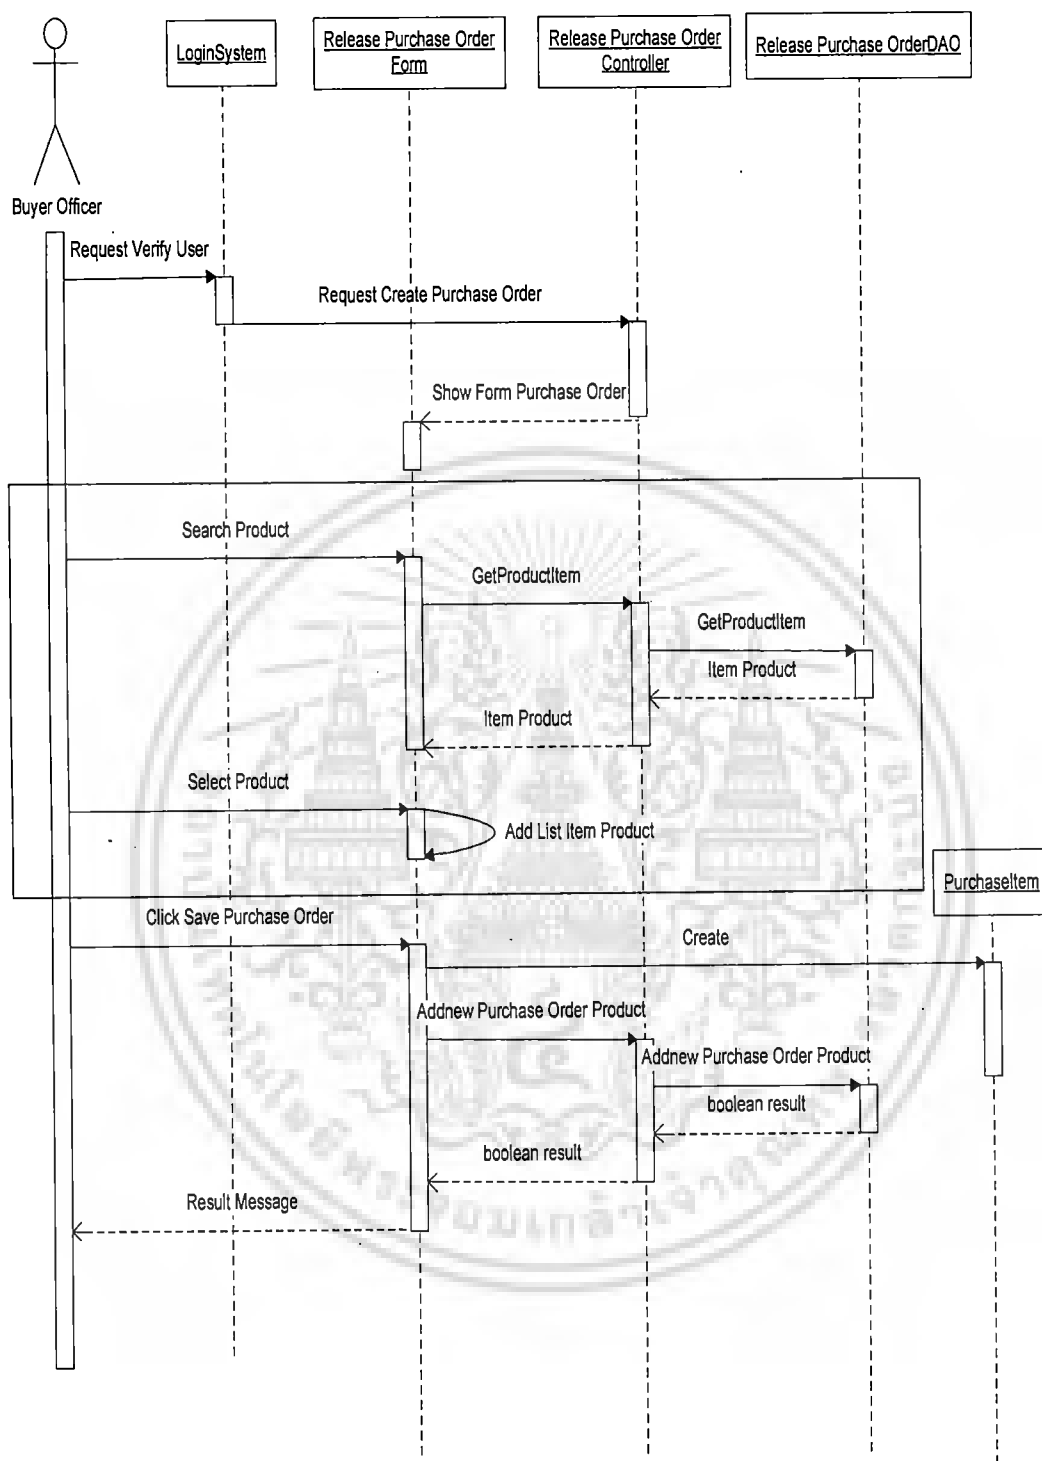 LoginSystem
Release Purchase Order
Form
Release Purchase Order
Controller
Release Purchase OrderDAO
Buyer Officer
Request Verify User
Request Create Purchase Order
Show Form Purchase Order
Search Product
GetProductItem
GetProductItem
Item Product
Item Product
Select Product
Add List Item Product
PurchaseItem
Click Save Purchase Order
Create
Addnew Purchase Order Product
Addnew Purchase Order Product
boolean result
boolean result
Result Message